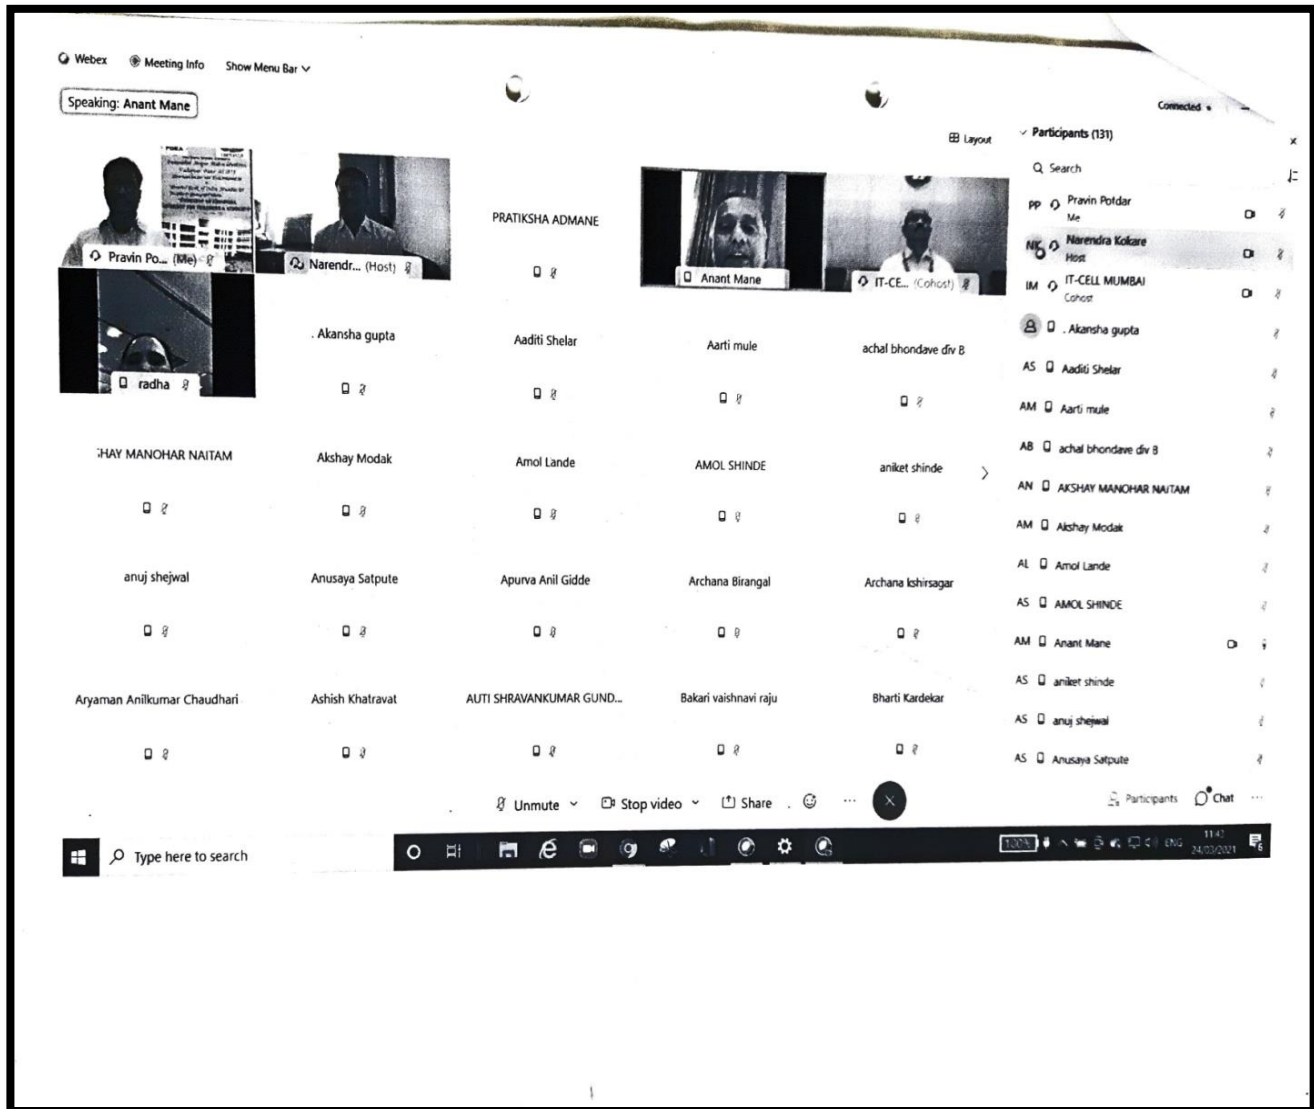 Webex Meeting Info Show Menu Bar
Speaking: Anant Mane
Connected
Layout
Pravin Po... (Me)
Narendr... (Host)
PRATIKSHA ADMANE
Anant Mane
IT-CE... (Cohost)
radha
. Akansha gupta
Aaditi Shelar
Aarti mule
achal bhondave div B
HAY MANOHAR NAITAM
Akshay Modak
Amol Lande
AMOL SHINDE
aniket shinde
anuj shejwal
Anusaya Satpute
Apurva Anil Gidde
Archana Birangal
Archana kshirsagar
Aryaman Anilkumar Chaudhari
Ashish Khatravat
AUTI SHRAVANKUMAR GUND...
Bakari vaishnavi raju
Bharti Kardekar
Participants (131)
Search
PP Pravin Potdar
Me
NK Narendra Kokare
Host
IM IT-CELL MUMBAI
Cohost
. Akansha gupta
AS Aaditi Shelar
AM Aarti mule
AB achal bhondave div B
AN AKSHAY MANOHAR NAITAM
AM Akshay Modak
AL Amol Lande
AS AMOL SHINDE
AM Anant Mane
AS aniket shinde
AS anuj shejwal
AS Anusaya Satpute
Unmute Stop video Share ...
Participants Chat ...
Type here to search
100% ENG
11:42
24/03/2021